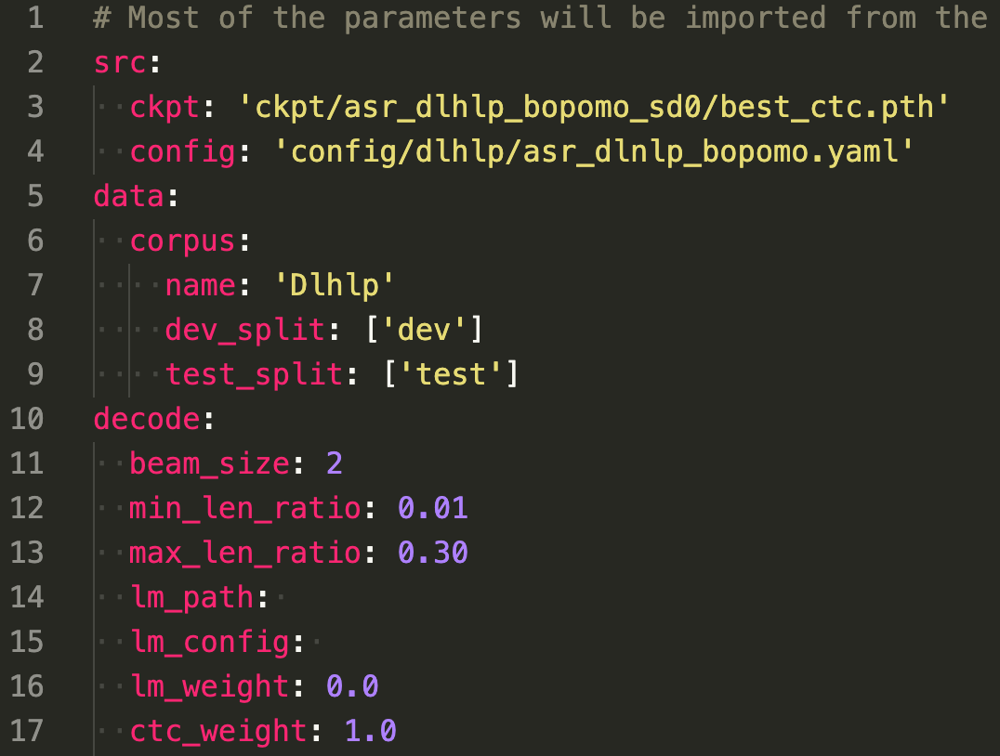 1 # Most of the parameters will be imported from the
2 src:
3   ckpt: 'ckpt/asr_dlhlp_bopomo_sd0/best_ctc.pth'
4   config: 'config/dlhlp/asr_dlnlp_bopomo.yaml'
5 data:
6   corpus:
7     name: 'Dlhlp'
8     dev_split: ['dev']
9     test_split: ['test']
10 decode:
11   beam_size: 2
12   min_len_ratio: 0.01
13   max_len_ratio: 0.30
14   lm_path:
15   lm_config:
16   lm_weight: 0.0
17   ctc_weight: 1.0